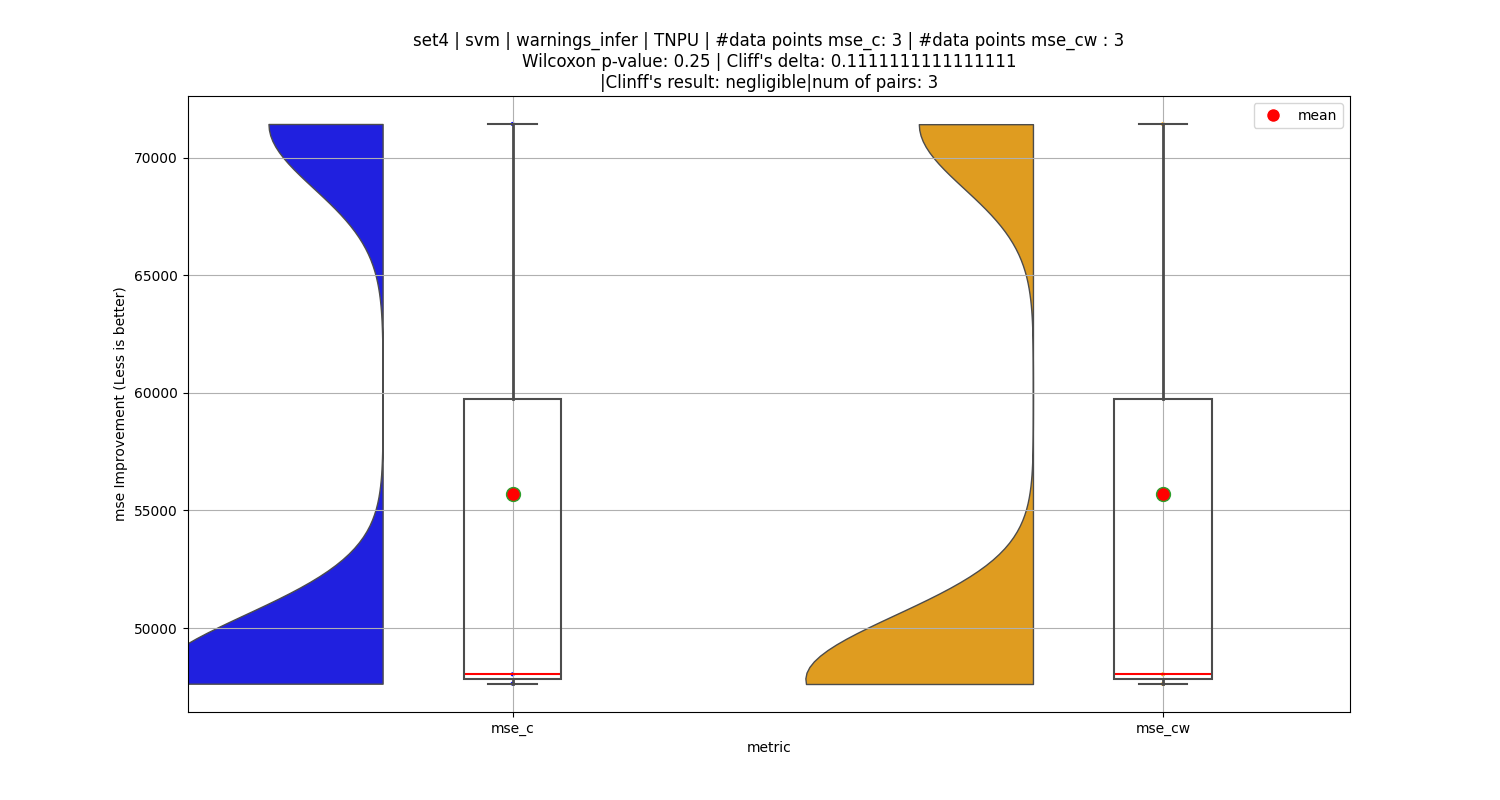 set4 | svm | warnings_infer | TNPU | #data points mse_c: 3 | #data points mse_cw : 3
Wilcoxon p-value: 0.25 | Cliff's delta: 0.1111111111111111
|Clinff's result: negligible|num of pairs: 3
mean
70000
65000
60000
55000
50000
mse Improvement (Less is better)
mse_c
mse_cw
metric